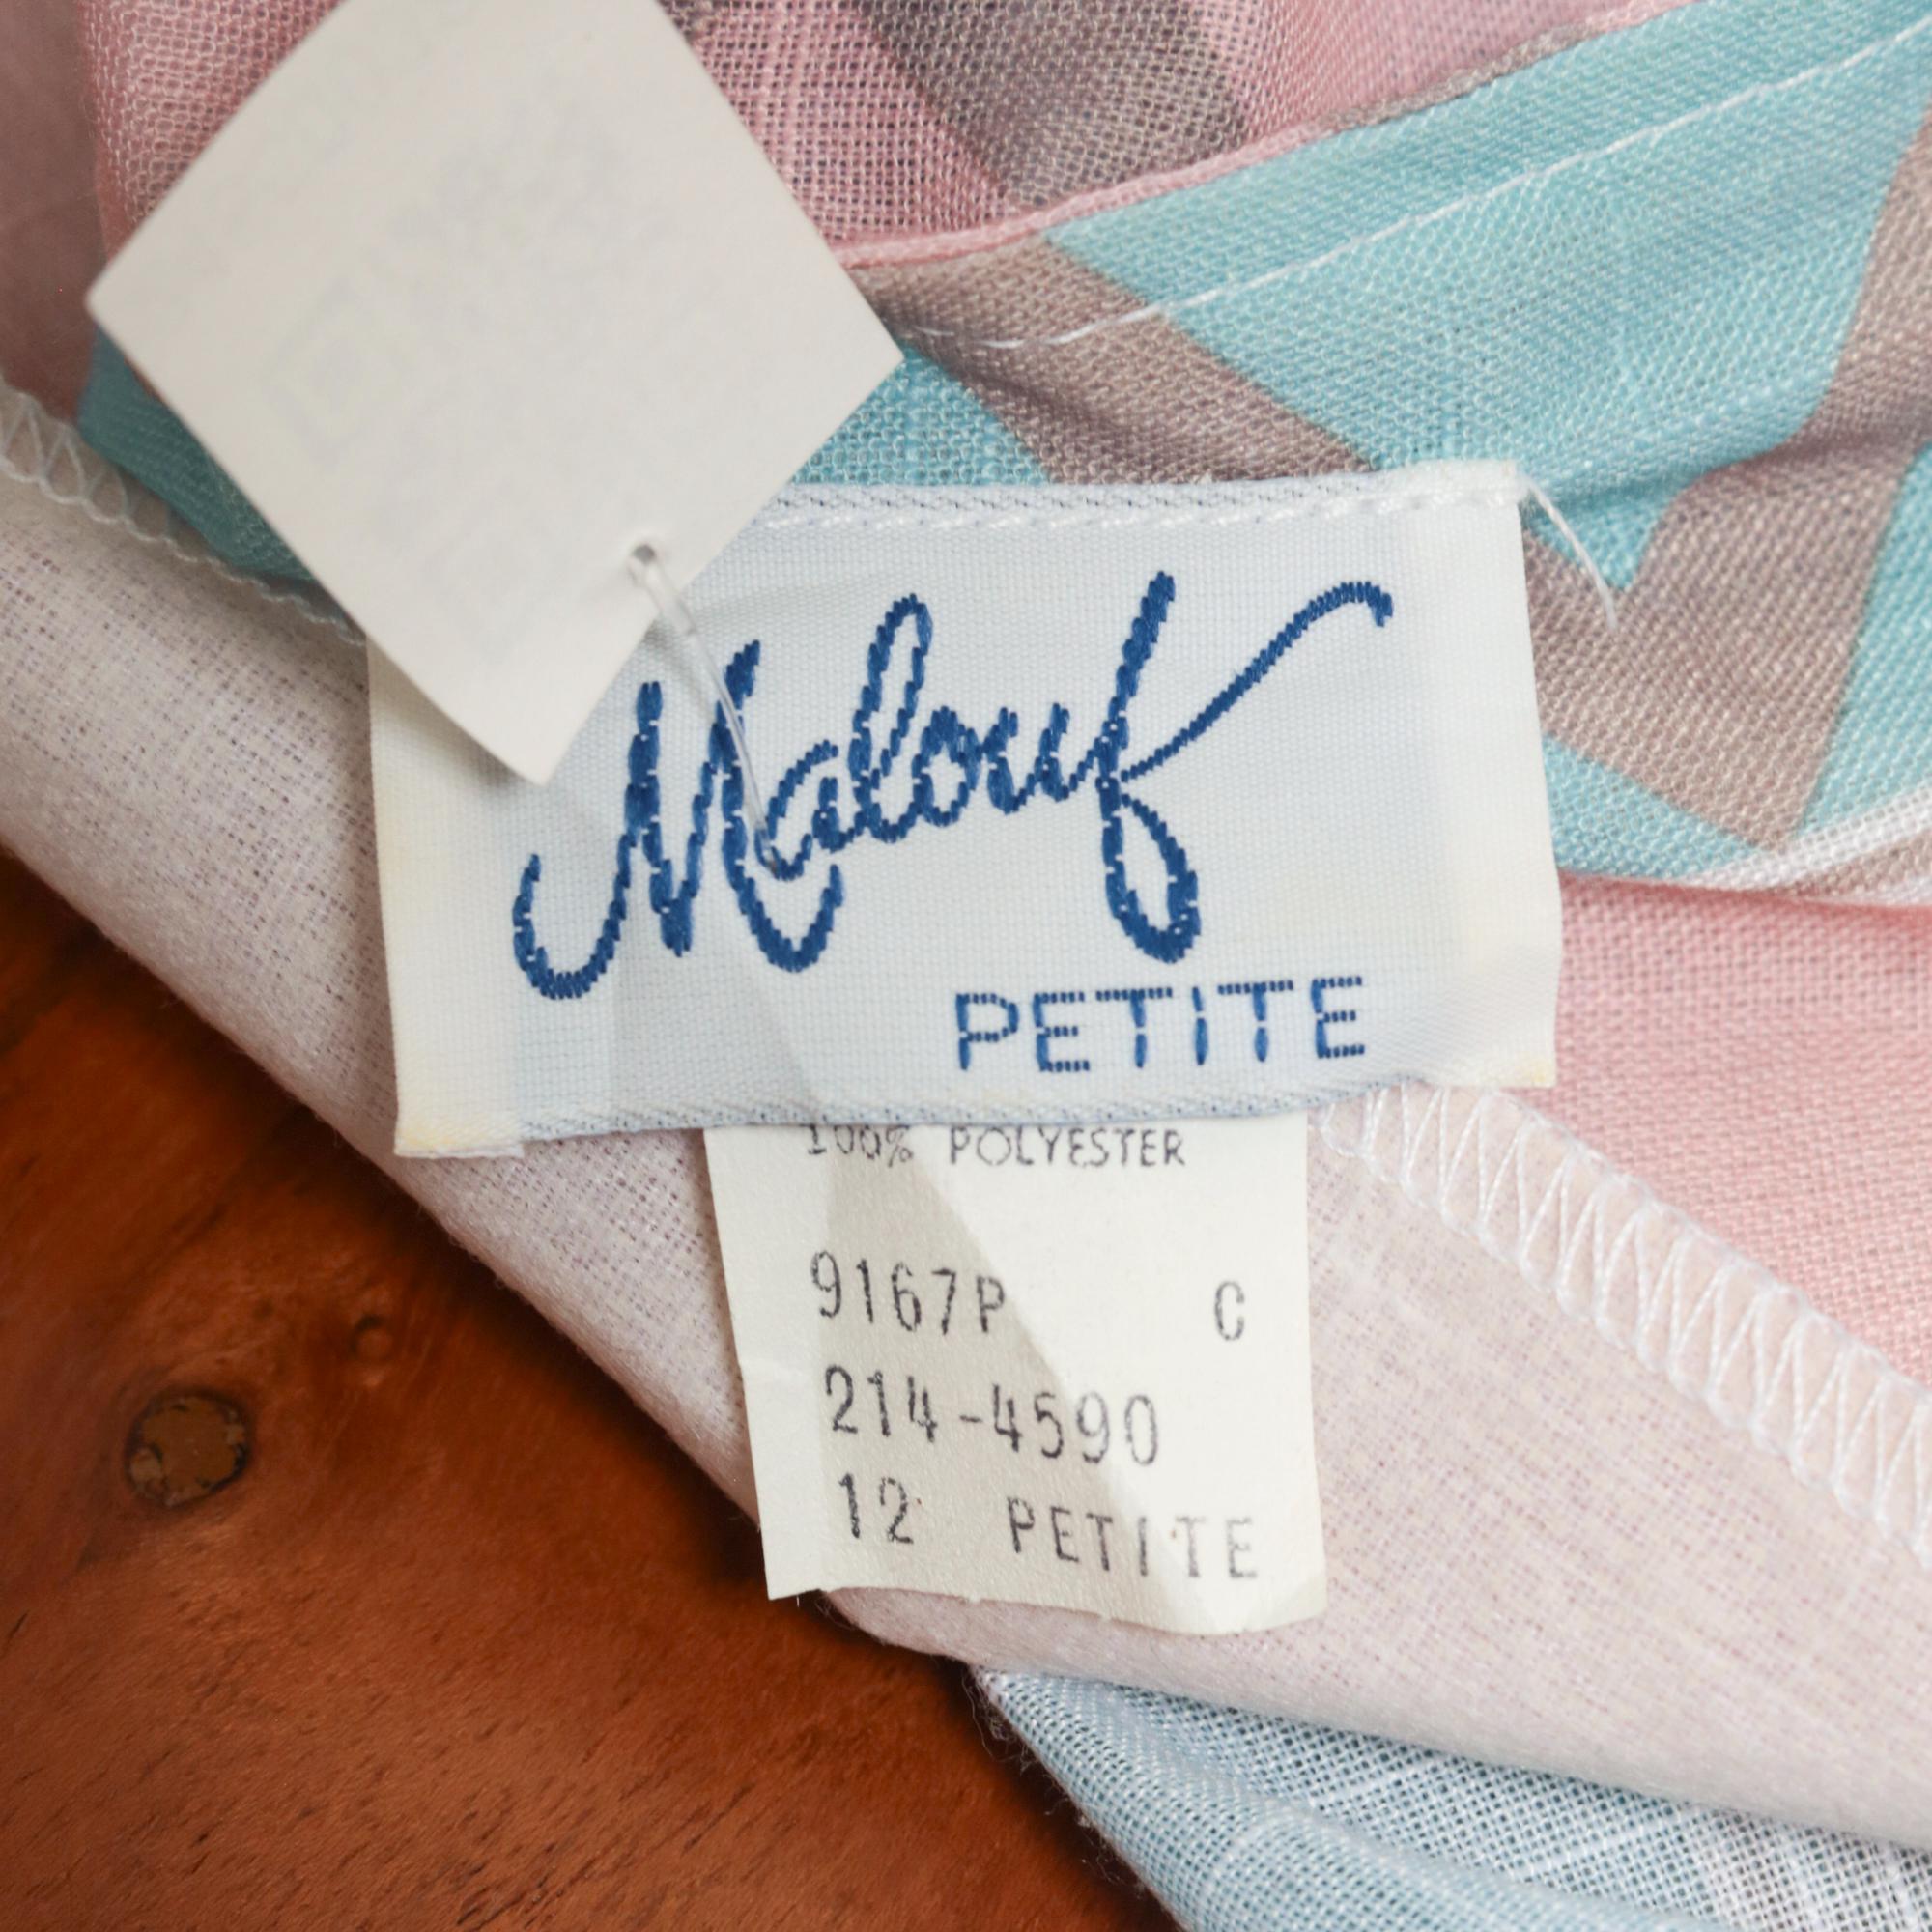 Malouf
PETITE
100% POLYESTER
9167P C
214-4590
12 PETITE